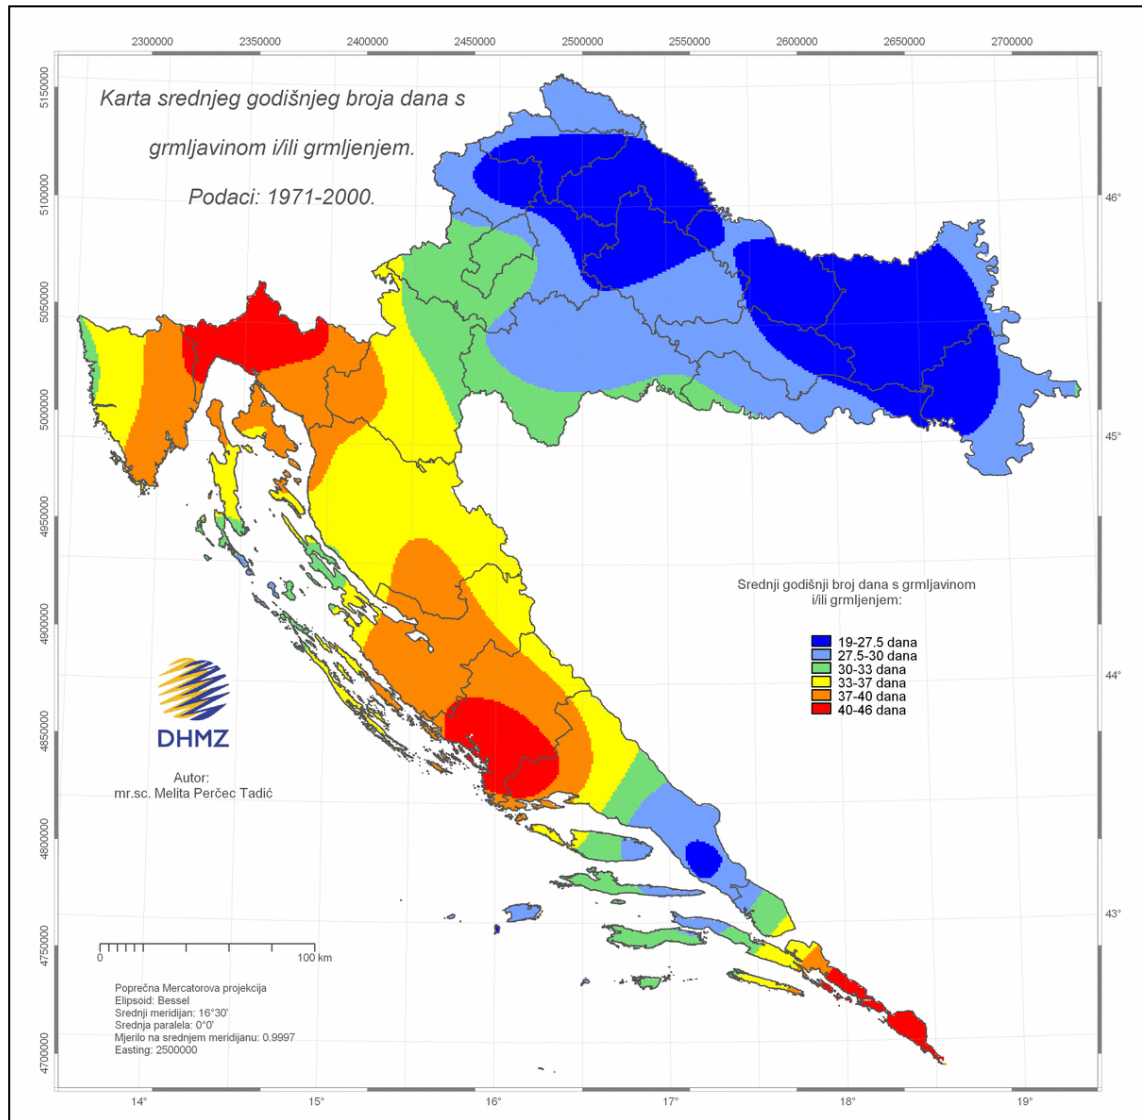 2300000 2350000 2400000 2450000 2500000 2550000 2600000 2650000 2700000
Karta srednjeg godišnjeg broja dana s
grmljavinom i/ili grmljenjem.
Podaci: 1971-2000.
5150000
5100000
5050000
5000000
4950000
4900000
4850000
4800000
4750000
4700000
46°
45°
44°
43°
Srednji godišnji broj dana s grmljavinom
i/ili grmljenjem:
19-27.5 dana
27.5-30 dana
30-33 dana
33-37 dana
37-40 dana
40-46 dana
DHMZ
Autor:
mr.sc. Melita Perčec Tadić
0 100 km
Poprečna Mercatorova projekcija
Elipsoid: Bessel
Srednji meridijan: 16°30'
Srednja paralela: 0°0'
Mjerilo na srednjem meridijanu: 0.9997
Easting: 2500000
14° 15° 16° 17° 18° 19°